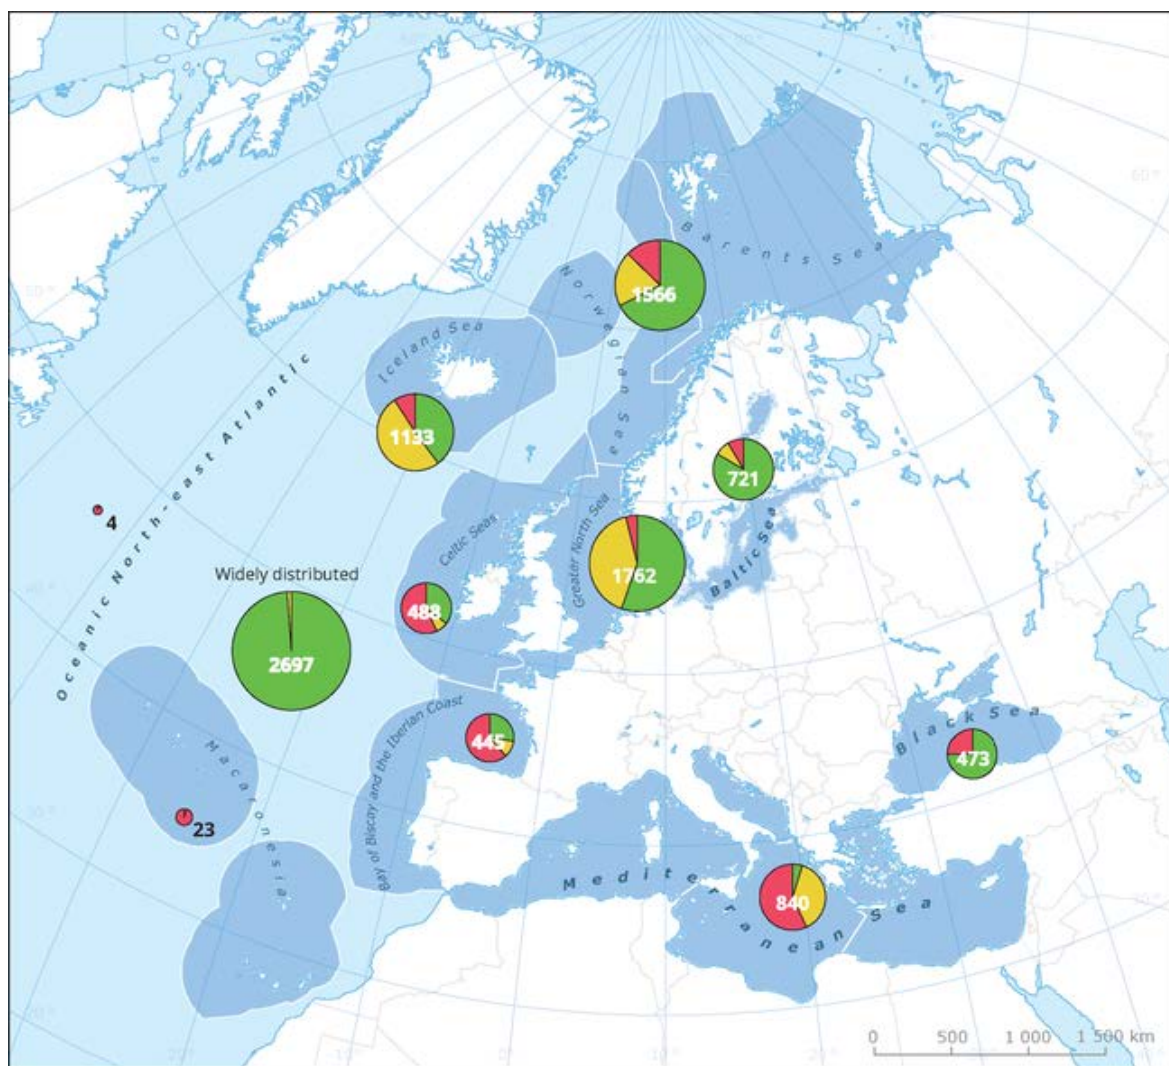 Barents Sea
Norwegian Sea
1566
Iceland Sea
1133
Oceanic North-east Atlantic
721
Celtic Seas
Greater North Sea
1762
Baltic Sea
4
Widely distributed
488
2697
Bay of Biscay and the Iberian Coast
445
Black Sea
473
Macaronesia
23
Mediterranean Sea
840
0 500 1 000 1 500 km